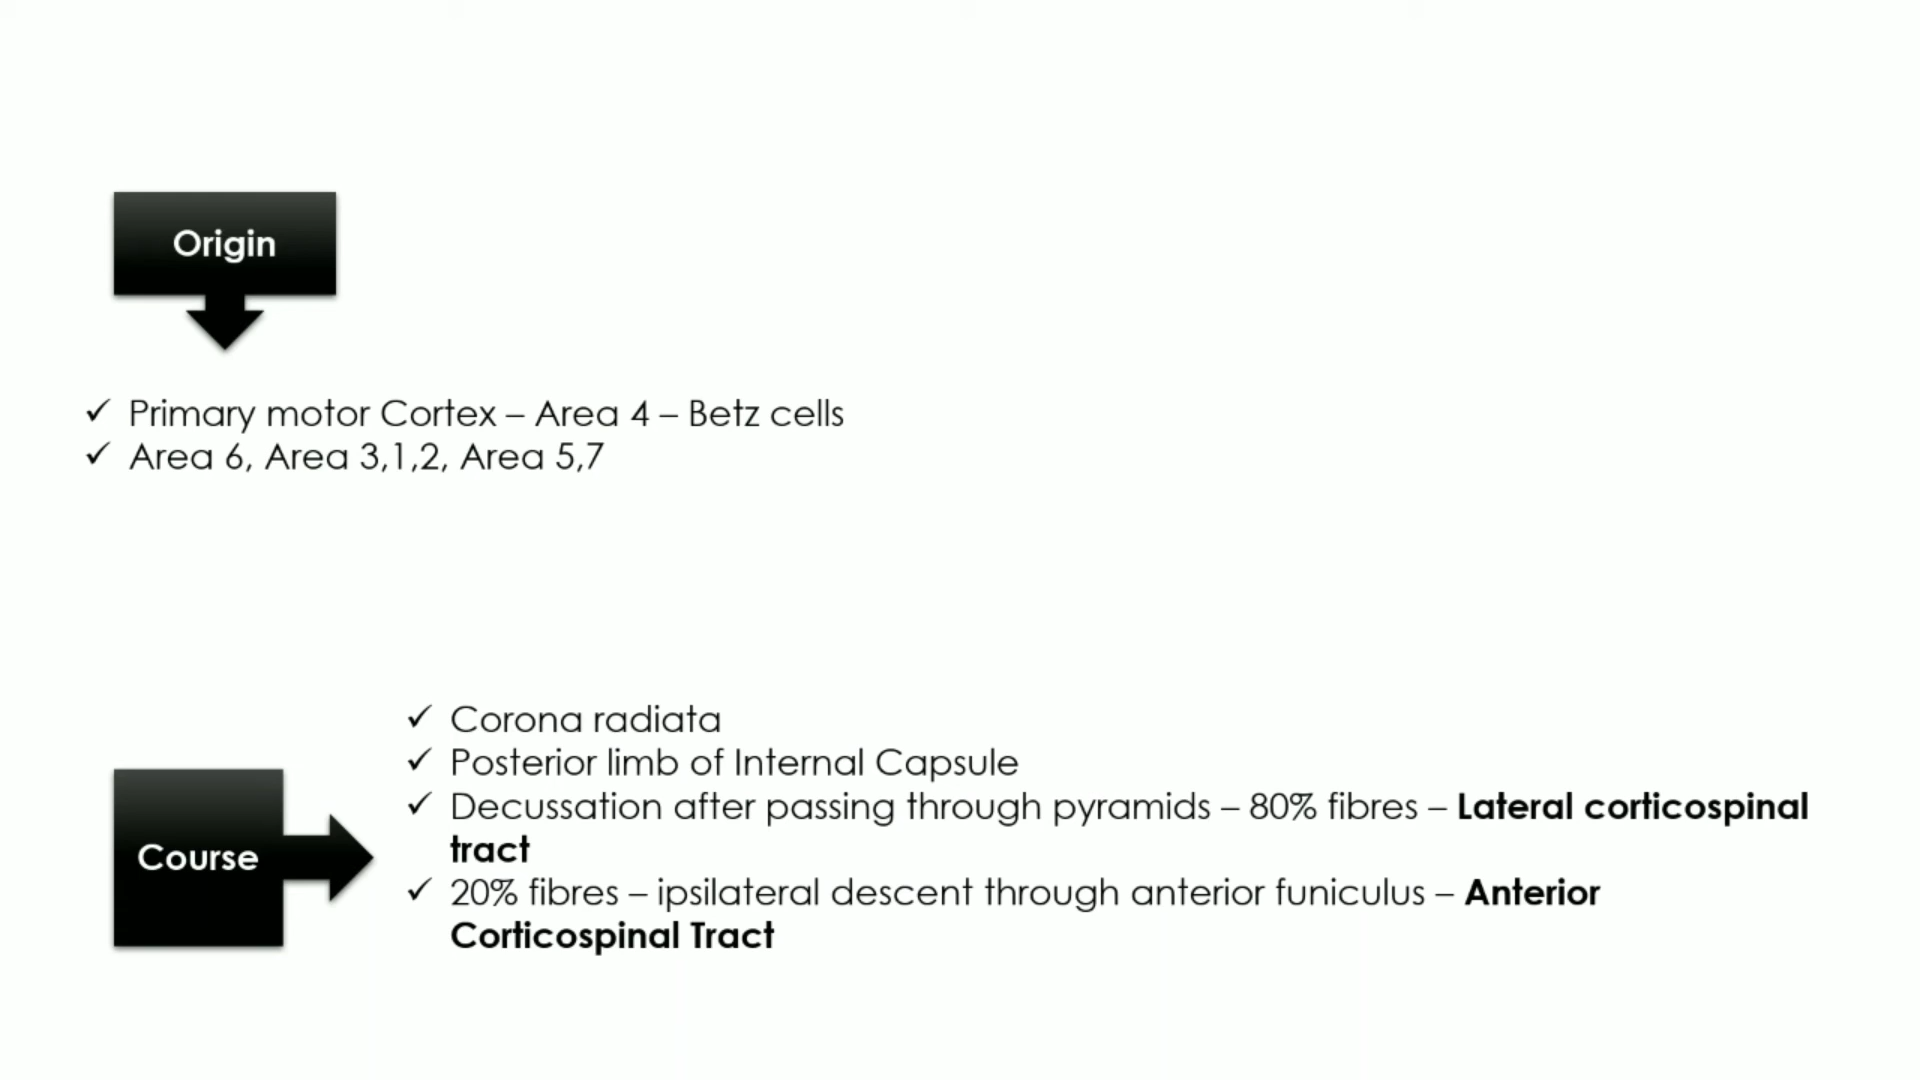 Origin
✓ Primary motor Cortex – Area 4 – Betz cells
✓ Area 6, Area 3,1,2, Area 5,7
Course
✓ Corona radiata
✓ Posterior limb of Internal Capsule
✓ Decussation after passing through pyramids – 80% fibres – Lateral corticospinal
tract
✓ 20% fibres – ipsilateral descent through anterior funiculus – Anterior
Corticospinal Tract